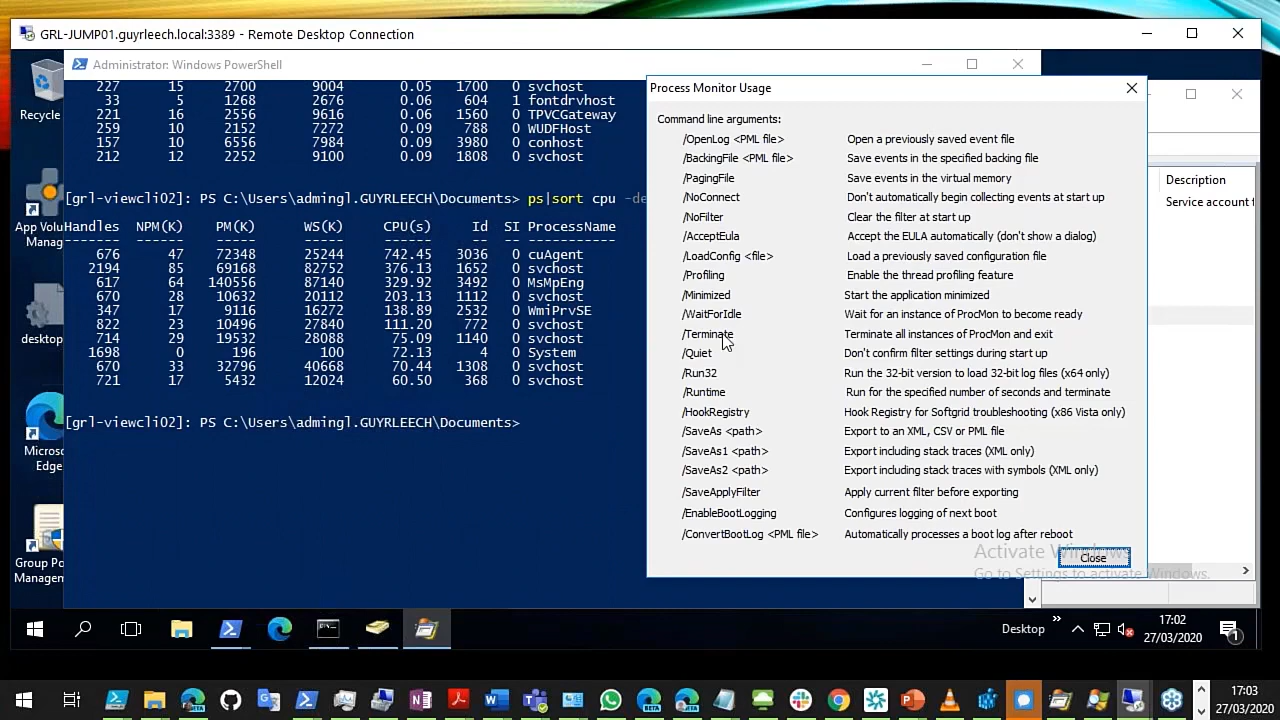 GRL-JUMP01.guyrleech.local:3389 - Remote Desktop Connection
Administrator: Windows PowerShell
Recycle
App Volu
Manag
desktop
Micros
Edge
Group Po
Managem
227 15 2700 9004 0.05 1700 0 svchost
33 5 1268 2676 0.06 604 1 fontdrvhost
221 16 2556 9616 0.06 1560 0 TPVCGateway
259 10 2152 7272 0.09 788 0 WUDFHost
157 10 6556 7984 0.09 3980 0 conhost
212 12 2252 9100 0.09 1808 0 svchost
[grl-viewcli02]: PS C:\Users\admingl.GUYRLEECH\Documents> ps|sort cpu -de
Handles NPM(K) PM(K) WS(K) CPU(s) Id SI ProcessName
------- ------ ----- ----- ------ -- -- -----------
676 47 72348 25244 742.45 3036 0 cuAgent
2194 85 69168 82752 376.13 1652 0 svchost
617 64 140556 87140 329.92 3492 0 MsMpEng
670 28 10632 20112 203.13 1112 0 svchost
347 17 9116 16272 138.89 2532 0 WmiPrvSE
822 23 10496 27840 111.20 772 0 svchost
714 29 19532 28088 75.09 1140 0 svchost
1698 0 196 100 72.13 4 0 System
670 33 32796 40668 70.44 1308 0 svchost
721 17 5432 12024 60.50 368 0 svchost
[grl-viewcli02]: PS C:\Users\admingl.GUYRLEECH\Documents>
Process Monitor Usage
Command line arguments:
/OpenLog <PML file> Open a previously saved event file
/BackingFile <PML file> Save events in the specified backing file
/PagingFile Save events in the virtual memory
/NoConnect Don't automatically begin collecting events at start up
/NoFilter Clear the filter at start up
/AcceptEula Accept the EULA automatically (don't show a dialog)
/LoadConfig <file> Load a previously saved configuration file
/Profiling Enable the thread profiling feature
/Minimized Start the application minimized
/WaitForIdle Wait for an instance of ProcMon to become ready
/Terminate Terminate all instances of ProcMon and exit
/Quiet Don't confirm filter settings during start up
/Run32 Run the 32-bit version to load 32-bit log files (x64 only)
/Runtime Run for the specified number of seconds and terminate
/HookRegistry Hook Registry for Softgrid troubleshooting (x86 Vista only)
/SaveAs <path> Export to an XML, CSV or PML file
/SaveAs1 <path> Export including stack traces (XML only)
/SaveAs2 <path> Export including stack traces with symbols (XML only)
/SaveApplyFilter Apply current filter before exporting
/EnableBootLogging Configures logging of next boot
/ConvertBootLog <PML file> Automatically processes a boot log after reboot
Close
Description
Service account f
Activate Windows
Go to Settings to activate Windows.
Desktop
17:02
27/03/2020
1
BETA
BETA
BETA
17:03
27/03/2020